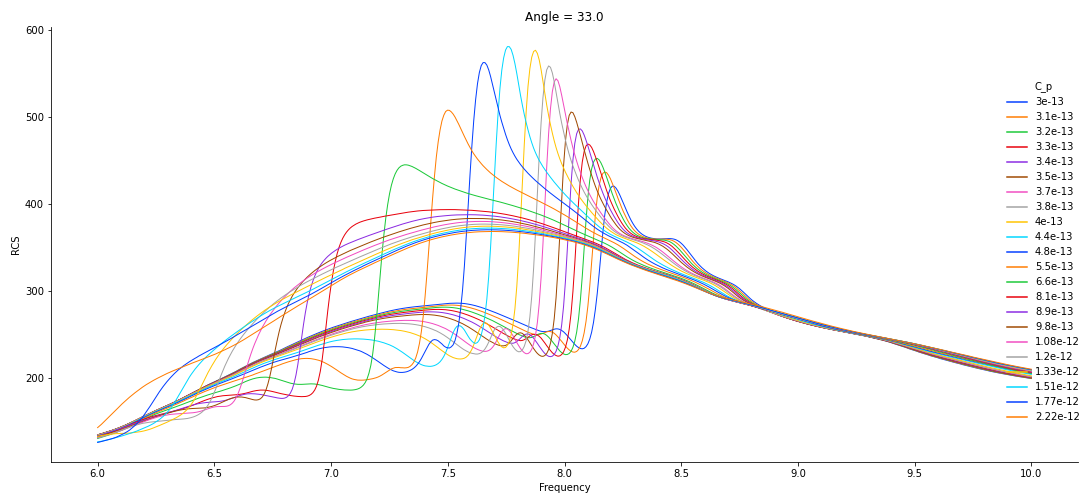 Angle = 33.0
600
500
400
300
200
RCS
6.0 6.5 7.0 7.5 8.0 8.5 9.0 9.5 10.0
Frequency
C_p
3e-13
3.1e-13
3.2e-13
3.3e-13
3.4e-13
3.5e-13
3.7e-13
3.8e-13
4e-13
4.4e-13
4.8e-13
5.5e-13
6.6e-13
8.1e-13
8.9e-13
9.8e-13
1.08e-12
1.2e-12
1.33e-12
1.51e-12
1.77e-12
2.22e-12